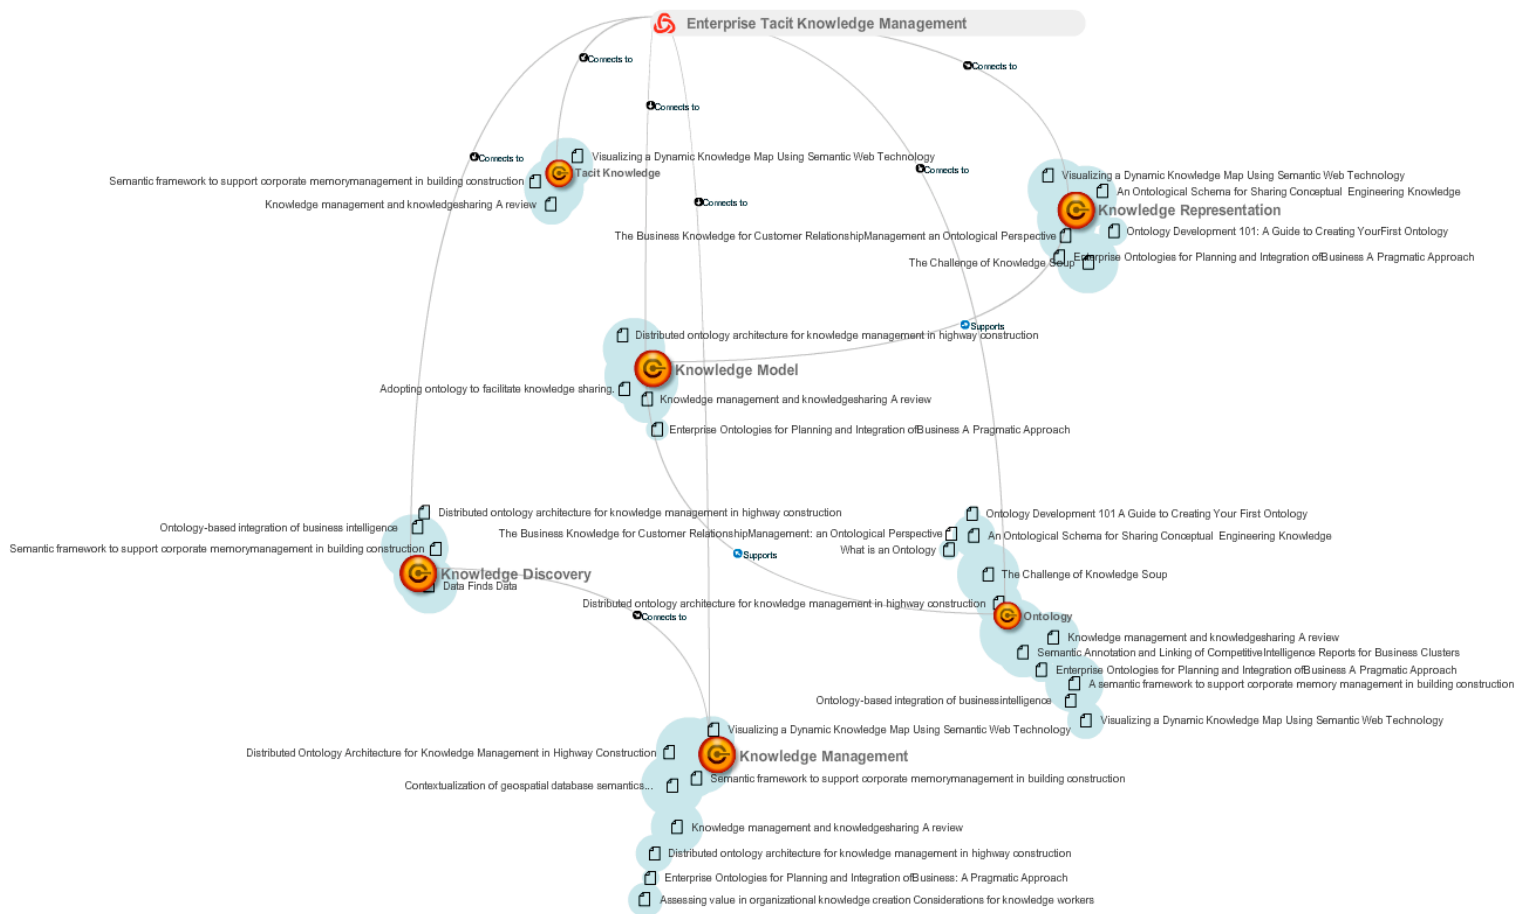 Enterprise Tacit Knowledge Management
Connects to
Connects to
Connects to
Connects to
Visualizing a Dynamic Knowledge Map Using Semantic Web Technology
Tacit Knowledge
Semantic framework to support corporate memorymanagement in building construction
Knowledge management and knowledgesharing A review
Connects to
Connects to
Visualizing a Dynamic Knowledge Map Using Semantic Web Technology
An Ontological Schema for Sharing Conceptual Engineering Knowledge
Knowledge Representation
The Business Knowledge for Customer RelationshipManagement an Ontological Perspective
Ontology Development 101: A Guide to Creating YourFirst Ontology
Enterprise Ontologies for Planning and Integration ofBusiness A Pragmatic Approach
The Challenge of Knowledge Soup
Supports
Distributed ontology architecture for knowledge management in highway construction
Knowledge Model
Adopting ontology to facilitate knowledge sharing.
Knowledge management and knowledgesharing A review
Enterprise Ontologies for Planning and Integration ofBusiness A Pragmatic Approach
Distributed ontology architecture for knowledge management in highway construction
Ontology-based integration of business intelligence
Semantic framework to support corporate memorymanagement in building construction
Knowledge Discovery
Data Finds Data
Connects to
Supports
Ontology Development 101 A Guide to Creating Your First Ontology
The Business Knowledge for Customer RelationshipManagement: an Ontological Perspective
An Ontological Schema for Sharing Conceptual Engineering Knowledge
What is an Ontology
The Challenge of Knowledge Soup
Distributed ontology architecture for knowledge management in highway construction
Ontology
Knowledge management and knowledgesharing A review
Semantic Annotation and Linking of CompetitiveIntelligence Reports for Business Clusters
Enterprise Ontologies for Planning and Integration ofBusiness A Pragmatic Approach
A semantic framework to support corporate memory management in building construction
Ontology-based integration of businessintelligence
Visualizing a Dynamic Knowledge Map Using Semantic Web Technology
Visualizing a Dynamic Knowledge Map Using Semantic Web Technology
Distributed Ontology Architecture for Knowledge Management in Highway Construction
Knowledge Management
Semantic framework to support corporate memorymanagement in building construction
Contextualization of geospatial database semantics...
Knowledge management and knowledgesharing A review
Distributed ontology architecture for knowledge management in highway construction
Enterprise Ontologies for Planning and Integration ofBusiness: A Pragmatic Approach
Assessing value in organizational knowledge creation Considerations for knowledge workers